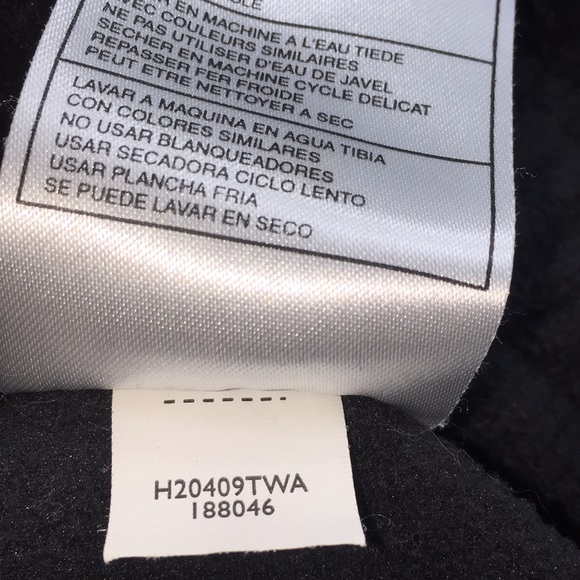 EN MACHINE A L'EAU TIEDE
AVEC COULEURS SIMILAIRES
NE PAS UTILISER D'EAU DE JAVEL
SECHER EN MACHINE CYCLE DELICAT
REPASSER FER FROIDE
PEUT ETRE NETTOYER A SEC
LAVAR A MAQUINA EN AGUA TIBIA
CON COLORES SIMILARES
NO USAR BLANQUEADORES
USAR SECADORA CICLO LENTO
USAR PLANCHA FRIA
SE PUEDE LAVAR EN SECO
H20409TWA
188046